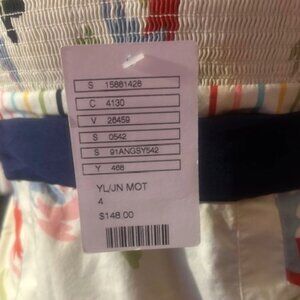 S 15881428
C 4130
V 28459
S 0542
S 91ANGSY542
Y 468
YL/JN MOT
4
$148.00